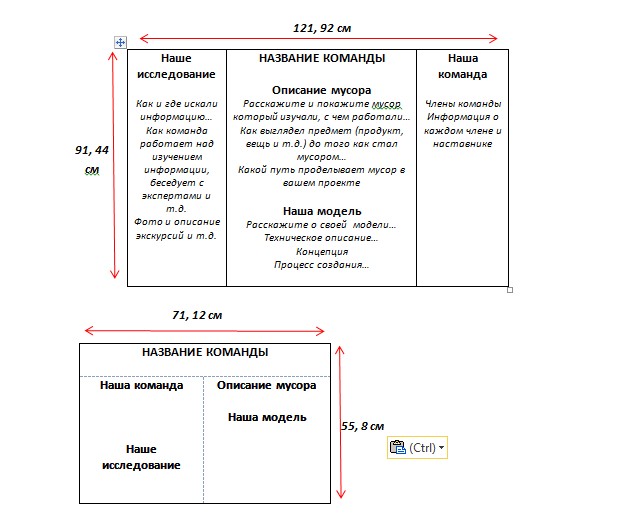 121, 92 см
91, 44
см
Наше
исследование
Как и где искали
информацию…
Как команда
работает над
изучением
информации,
беседует с
экспертами и
т.д.
Фото и описание
экскурсий и т.д.
НАЗВАНИЕ КОМАНДЫ
Описание мусора
Расскажите и покажите мусор,
который изучали, с чем работали…
Как выглядел предмет (продукт,
вещь и т.д.) до того как стал
мусором…
Какой путь проделывает мусор в
вашем проекте
Наша модель
Расскажите о своей модели…
Техническое описание…
Концепция
Процесс создания…
Наша
команда
Члены команды
Информация о
каждом члене и
наставнике
71, 12 см
НАЗВАНИЕ КОМАНДЫ
Наша команда
Наше
исследование
Описание мусора
Наша модель
55, 8 см
(Ctrl)